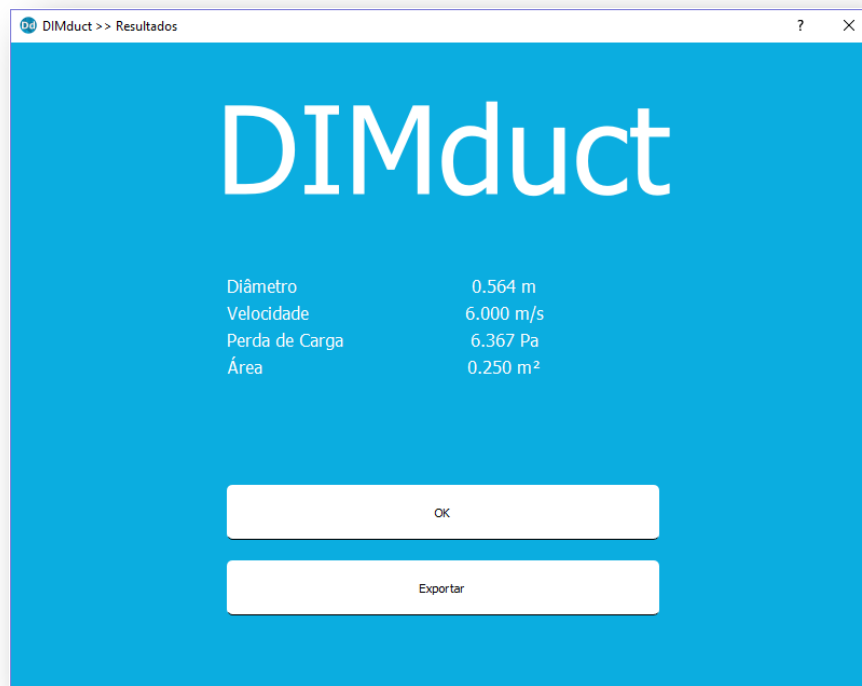 Dd DIMduct >> Resultados ?
DIMduct
Diâmetro 0.564 m
Velocidade 6.000 m/s
Perda de Carga 6.367 Pa
Área 0.250 m²
OK
Exportar